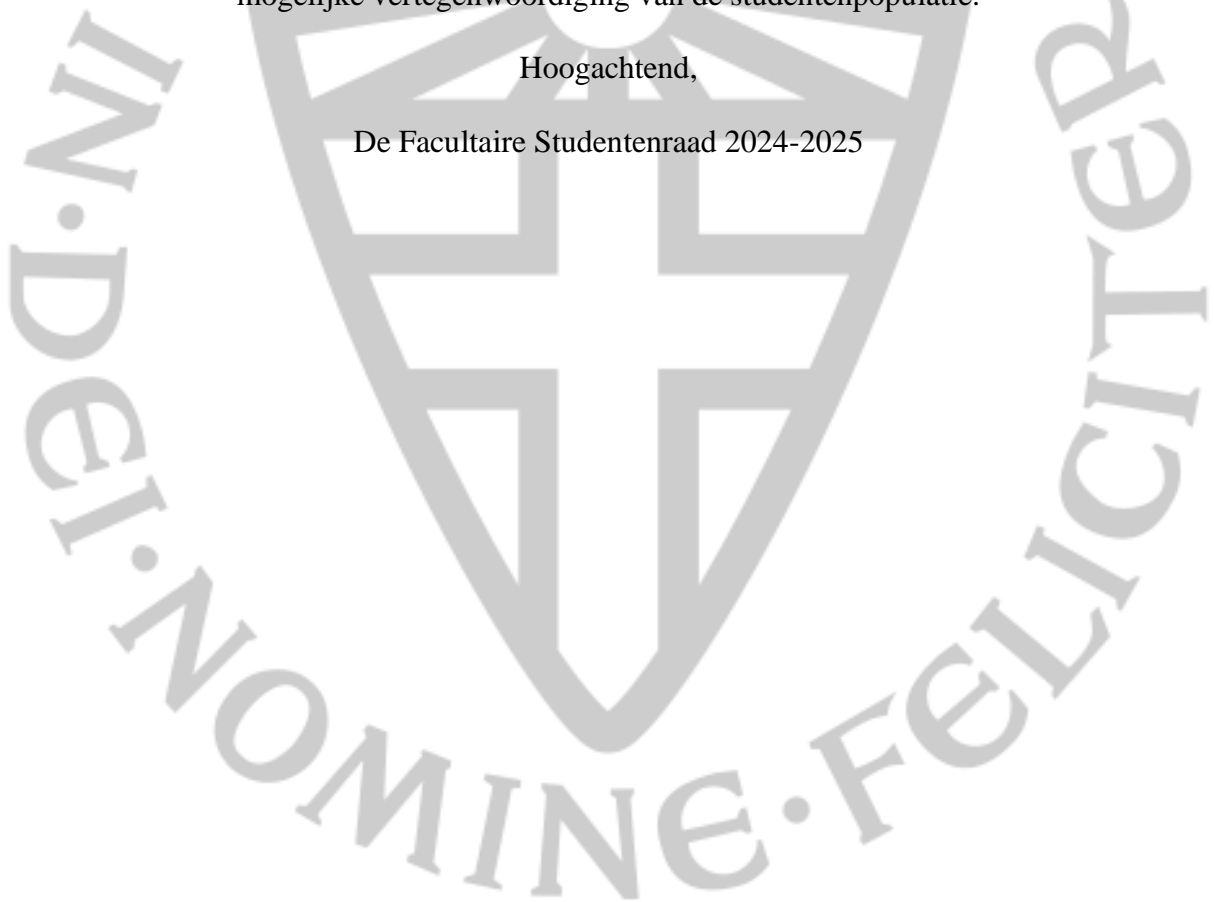 mogelijke vertegenwoordiging van de studentenpopulatie.
Hoogachtend,
De Facultaire Studentenraad 2024-2025
IN·DEI·NOMINE·FELICITER